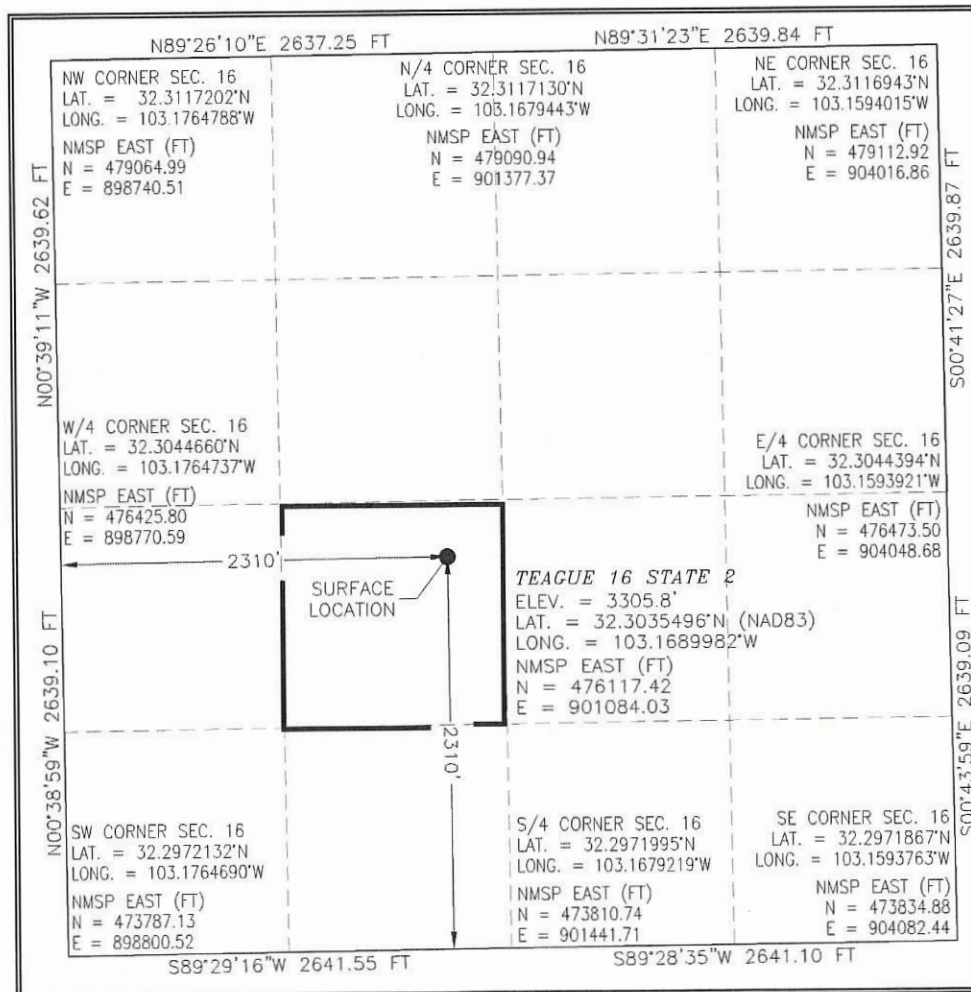 N89°26'10"E 2637.25 FT
N89°31'23"E 2639.84 FT
NW CORNER SEC. 16
LAT. = 32.3117202°N
LONG. = 103.1764788°W
NMSP EAST (FT)
N = 479064.99
E = 898740.51
N/4 CORNER SEC. 16
LAT. = 32.3117130°N
LONG. = 103.1679443°W
NMSP EAST (FT)
N = 479090.94
E = 901377.37
NE CORNER SEC. 16
LAT. = 32.3116943°N
LONG. = 103.1594015°W
NMSP EAST (FT)
N = 479112.92
E = 904016.86
N00°39'11"W 2639.62 FT
S00°41'27"E 2639.87 FT
W/4 CORNER SEC. 16
LAT. = 32.3044660°N
LONG. = 103.1764737°W
NMSP EAST (FT)
N = 476425.80
E = 898770.59
E/4 CORNER SEC. 16
LAT. = 32.3044394°N
LONG. = 103.1593921°W
NMSP EAST (FT)
N = 476473.50
E = 904048.68
2310'
SURFACE
LOCATION
TEAGUE 16 STATE 2
ELEV. = 3305.8'
LAT. = 32.3035496°N (NAD83)
LONG. = 103.1689982°W
NMSP EAST (FT)
N = 476117.42
E = 901084.03
2310'
N00°38'59"W 2639.10 FT
S00°43'59"E 2639.09 FT
SW CORNER SEC. 16
LAT. = 32.2972132°N
LONG. = 103.1764690°W
NMSP EAST (FT)
N = 473787.13
E = 898800.52
S/4 CORNER SEC. 16
LAT. = 32.2971995°N
LONG. = 103.1679219°W
NMSP EAST (FT)
N = 473810.74
E = 901441.71
SE CORNER SEC. 16
LAT. = 32.2971867°N
LONG. = 103.1593763°W
NMSP EAST (FT)
N = 473834.88
E = 904082.44
S89°29'16"W 2641.55 FT
S89°28'35"W 2641.10 FT